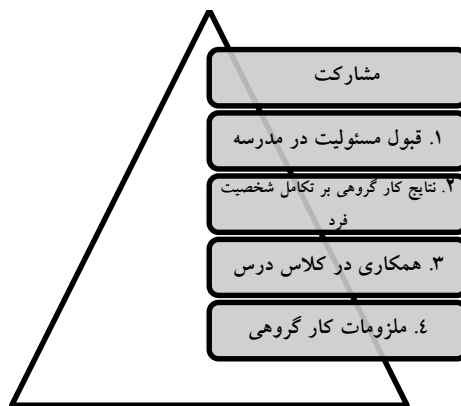 مشارکت
۱. قبول مسئولیت در مدرسه
۲. نتایج کار گروهی بر تکامل شخصیت
فرد
۳. همکاری در کلاس درس
٤. ملزومات کار گروهی